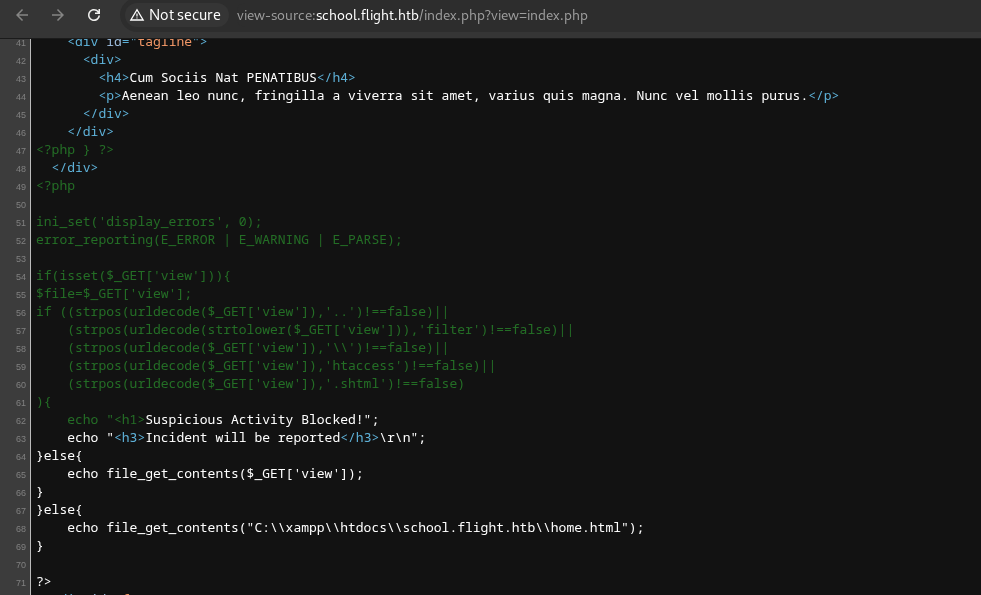 Not secure view-source:school.flight.htb/index.php?view=index.php
41 <div id="tagline">
42 <div>
43 <h4>Cum Sociis Nat PENATIBUS</h4>
44 <p>Aenean leo nunc, fringilla a viverra sit amet, varius quis magna. Nunc vel mollis purus.</p>
45 </div>
46 </div>
47 <?php } ?>
48 </div>
49 <?php
50
51 ini_set('display_errors', 0);
52 error_reporting(E_ERROR | E_WARNING | E_PARSE);
53
54 if(isset($_GET['view'])){
55 $file=$_GET['view'];
56 if ((strpos(urldecode($_GET['view']),'..')!==false)||
57 (strpos(urldecode(strtolower($_GET['view'])),'filter')!==false)||
58 (strpos(urldecode($_GET['view']),'\\')!==false)||
59 (strpos(urldecode($_GET['view']),'htaccess')!==false)||
60 (strpos(urldecode($_GET['view']),'.shtml')!==false)
61 ){
62 echo "<h1>Suspicious Activity Blocked!";
63 echo "<h3>Incident will be reported</h3>\r\n";
64 }else{
65 echo file_get_contents($_GET['view']);
66 }
67 }else{
68 echo file_get_contents("C:\\xampp\\htdocs\\school.flight.htb\\home.html");
69 }
70
71 ?>